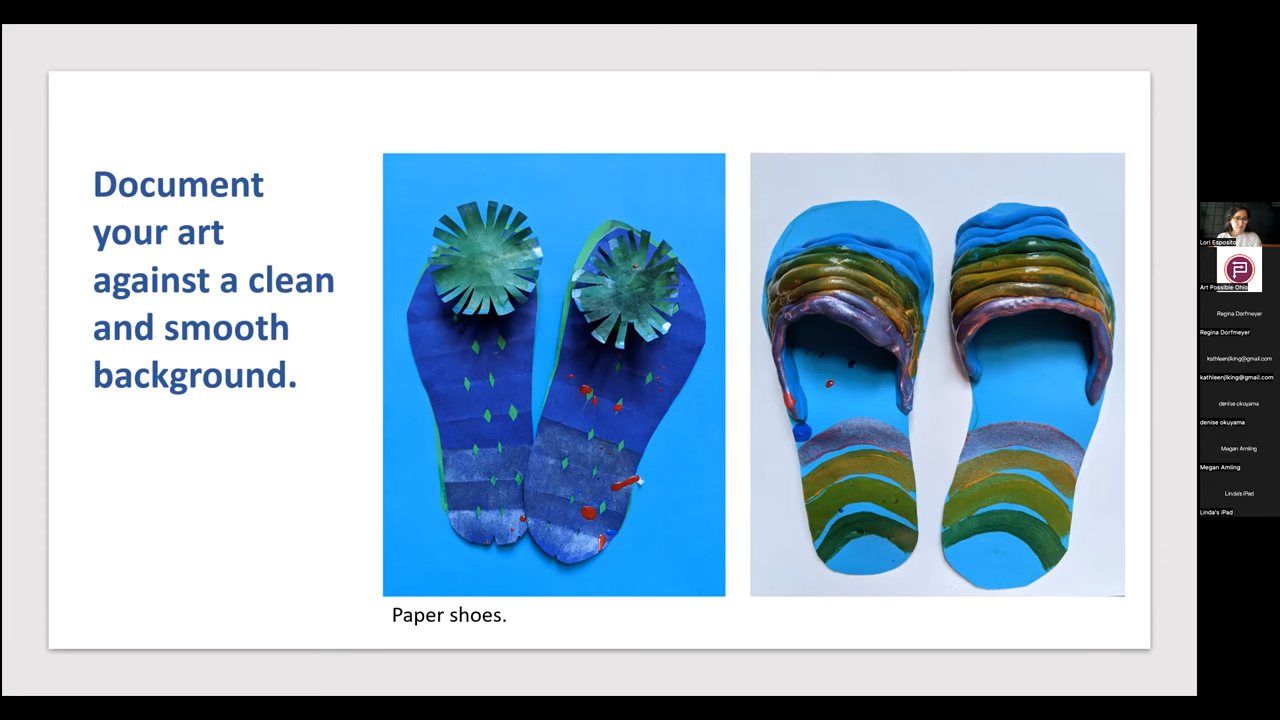 Document
your art
against a clean
and smooth
background.
Paper shoes.
Lori Esposito
Art Possible Ohio
Regina Dorfmeyer
Regina Dorfmeyer
kathleenjlking@gmail.com
kathleenjlking@gmail.com
denise okuyama
denise okuyama
Megan Amling
Megan Amling
Linda's iPad
Linda's iPad